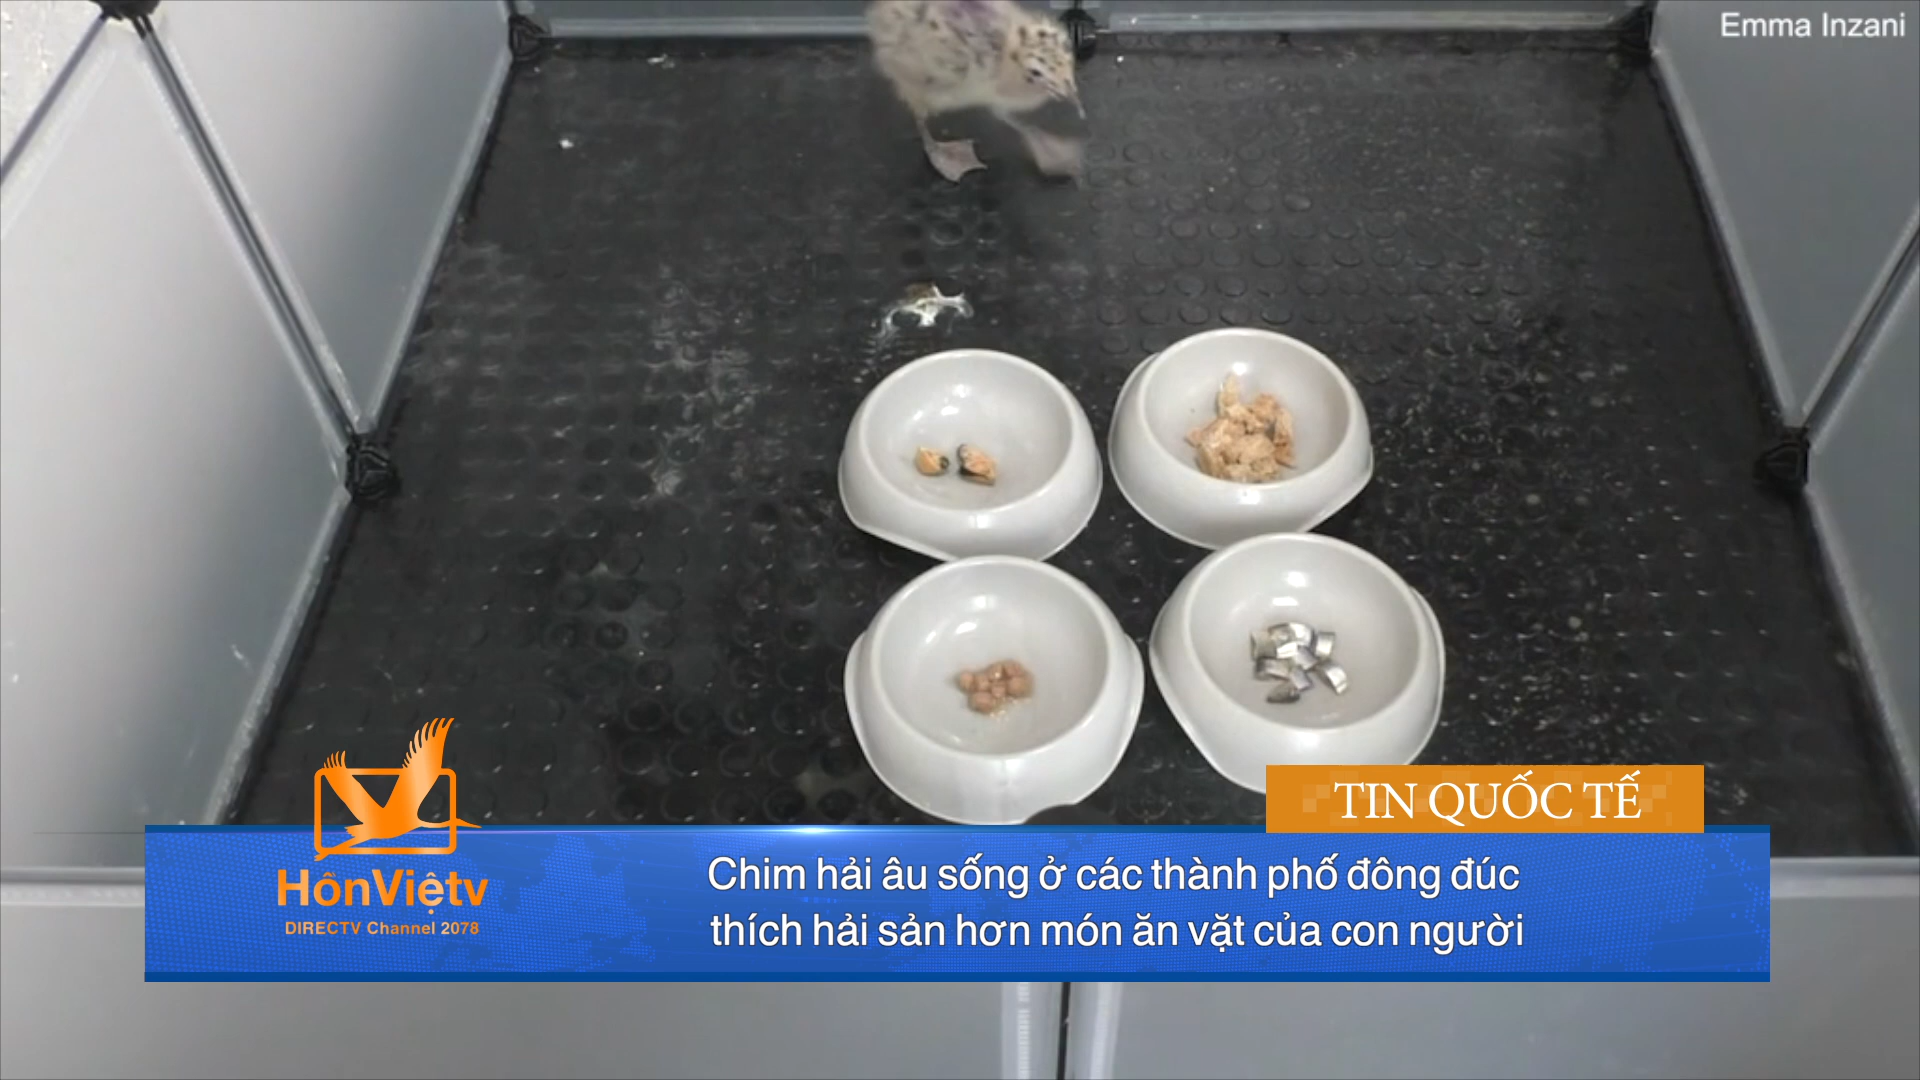 Emma Inzani
TIN QUỐC TẾ
Chim hải âu sống ở các thành phố đông đúc
thích hải sản hơn món ăn vặt của con người
HồnViệtv
DIRECTV Channel 2078